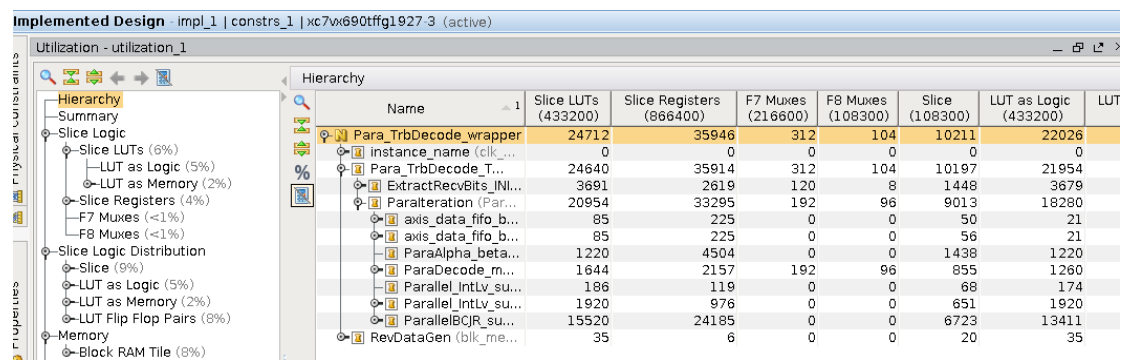 Implemented Design - impl_1 | constrs_1 | xc7vx690tffg1927-3 (active)
Utilization - utilization_1
Physical Constraints
Properties
Hierarchy
Summary
Slice Logic
Slice LUTs (6%)
LUT as Logic (5%)
LUT as Memory (2%)
Slice Registers (4%)
F7 Muxes (<1%)
F8 Muxes (<1%)
Slice Logic Distribution
Slice (9%)
LUT as Logic (5%)
LUT as Memory (2%)
LUT Flip Flop Pairs (8%)
Memory
Block RAM Tile (8%)
Hierarchy
Name 1 Slice LUTs (433200) Slice Registers (866400) F7 Muxes (216600) F8 Muxes (108300) Slice (108300) LUT as Logic (433200) LUT
Para_TrbDecode_wrapper 24712 35946 312 104 10211 22026
instance_name (clk_... 0 0 0 0 0 0
Para_TrbDecode_T... 24640 35914 312 104 10197 21954
ExtractRecvBits_INI... 3691 2619 120 8 1448 3679
ParaIteration (Par... 20954 33295 192 96 9013 18280
axis_data_fifo_b... 85 225 0 0 50 21
axis_data_fifo_b... 85 225 0 0 56 21
ParaAlpha_beta... 1220 4504 0 0 1438 1220
ParaDecode_m... 1644 2157 192 96 855 1260
Parallel_IntLv_su... 186 119 0 0 68 174
Parallel_IntLv_su... 1920 976 0 0 651 1920
ParallelBCJR_su... 15520 24185 0 0 6723 13411
RevDataGen (blk_me... 35 6 0 0 20 35